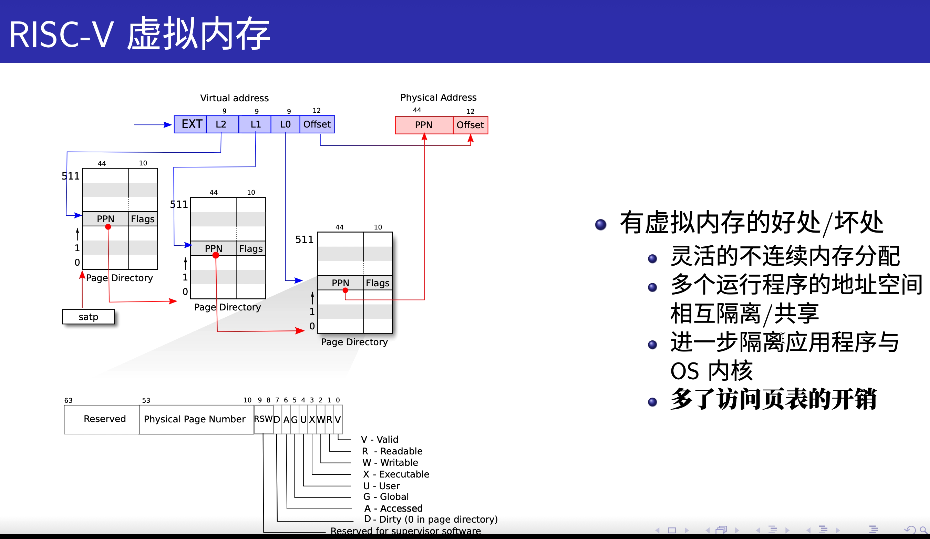 RISC-V 虚拟内存
Virtual address
Physical Address
9 9 9 12
44 12
EXT L2 L1 L0 Offset
PPN Offset
44 10
511
PPN Flags
1
0
Page Directory
satp
44 10
511
PPN Flags
1
0
Page Directory
44 10
511
PPN Flags
1
0
Page Directory
有虚拟内存的好处/坏处
灵活的不连续内存分配
多个运行程序的地址空间
相互隔离/共享
进一步隔离应用程序与
OS 内核
多了访问页表的开销
63 53 10 9 8 7 6 5 4 3 2 1 0
Reserved Physical Page Number RSW D A G U X W R V
V - Valid
R - Readable
W - Writable
X - Executable
U - User
G - Global
A - Accessed
D - Dirty (0 in page directory)
Reserved for supervisor software